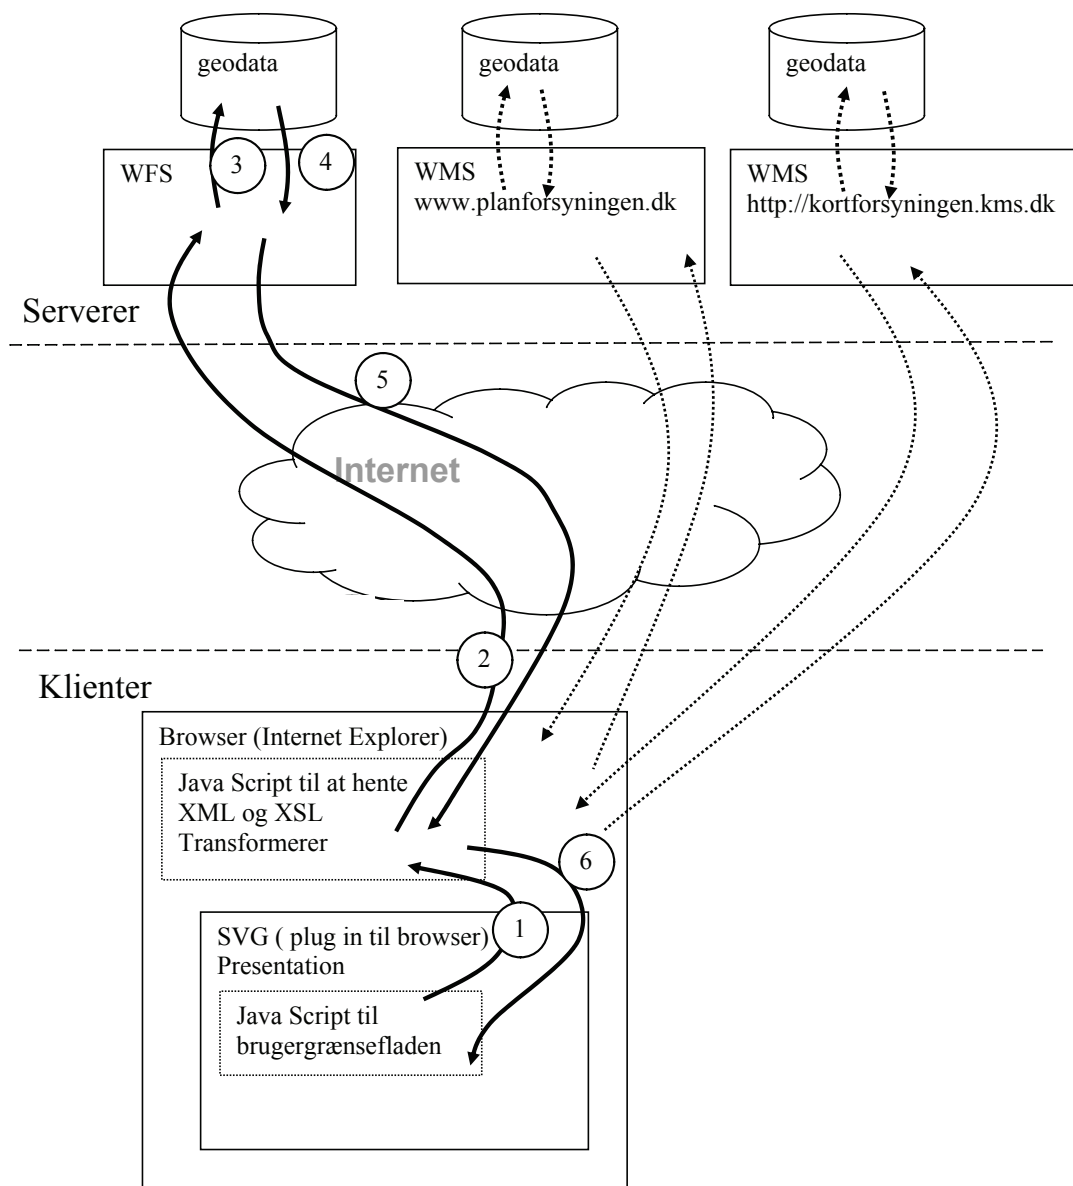 geodata
geodata
geodata
3
4
WFS
WMS
www.planforsyningen.dk
WMS
http://kortforsyningen.kms.dk
Serverer
5
Internet
2
Klienter
Browser (Internet Explorer)
Java Script til at hente
XML og XSL
Transformerer
6
1
SVG ( plug in til browser)
Presentation
Java Script til
brugergrænsefladen